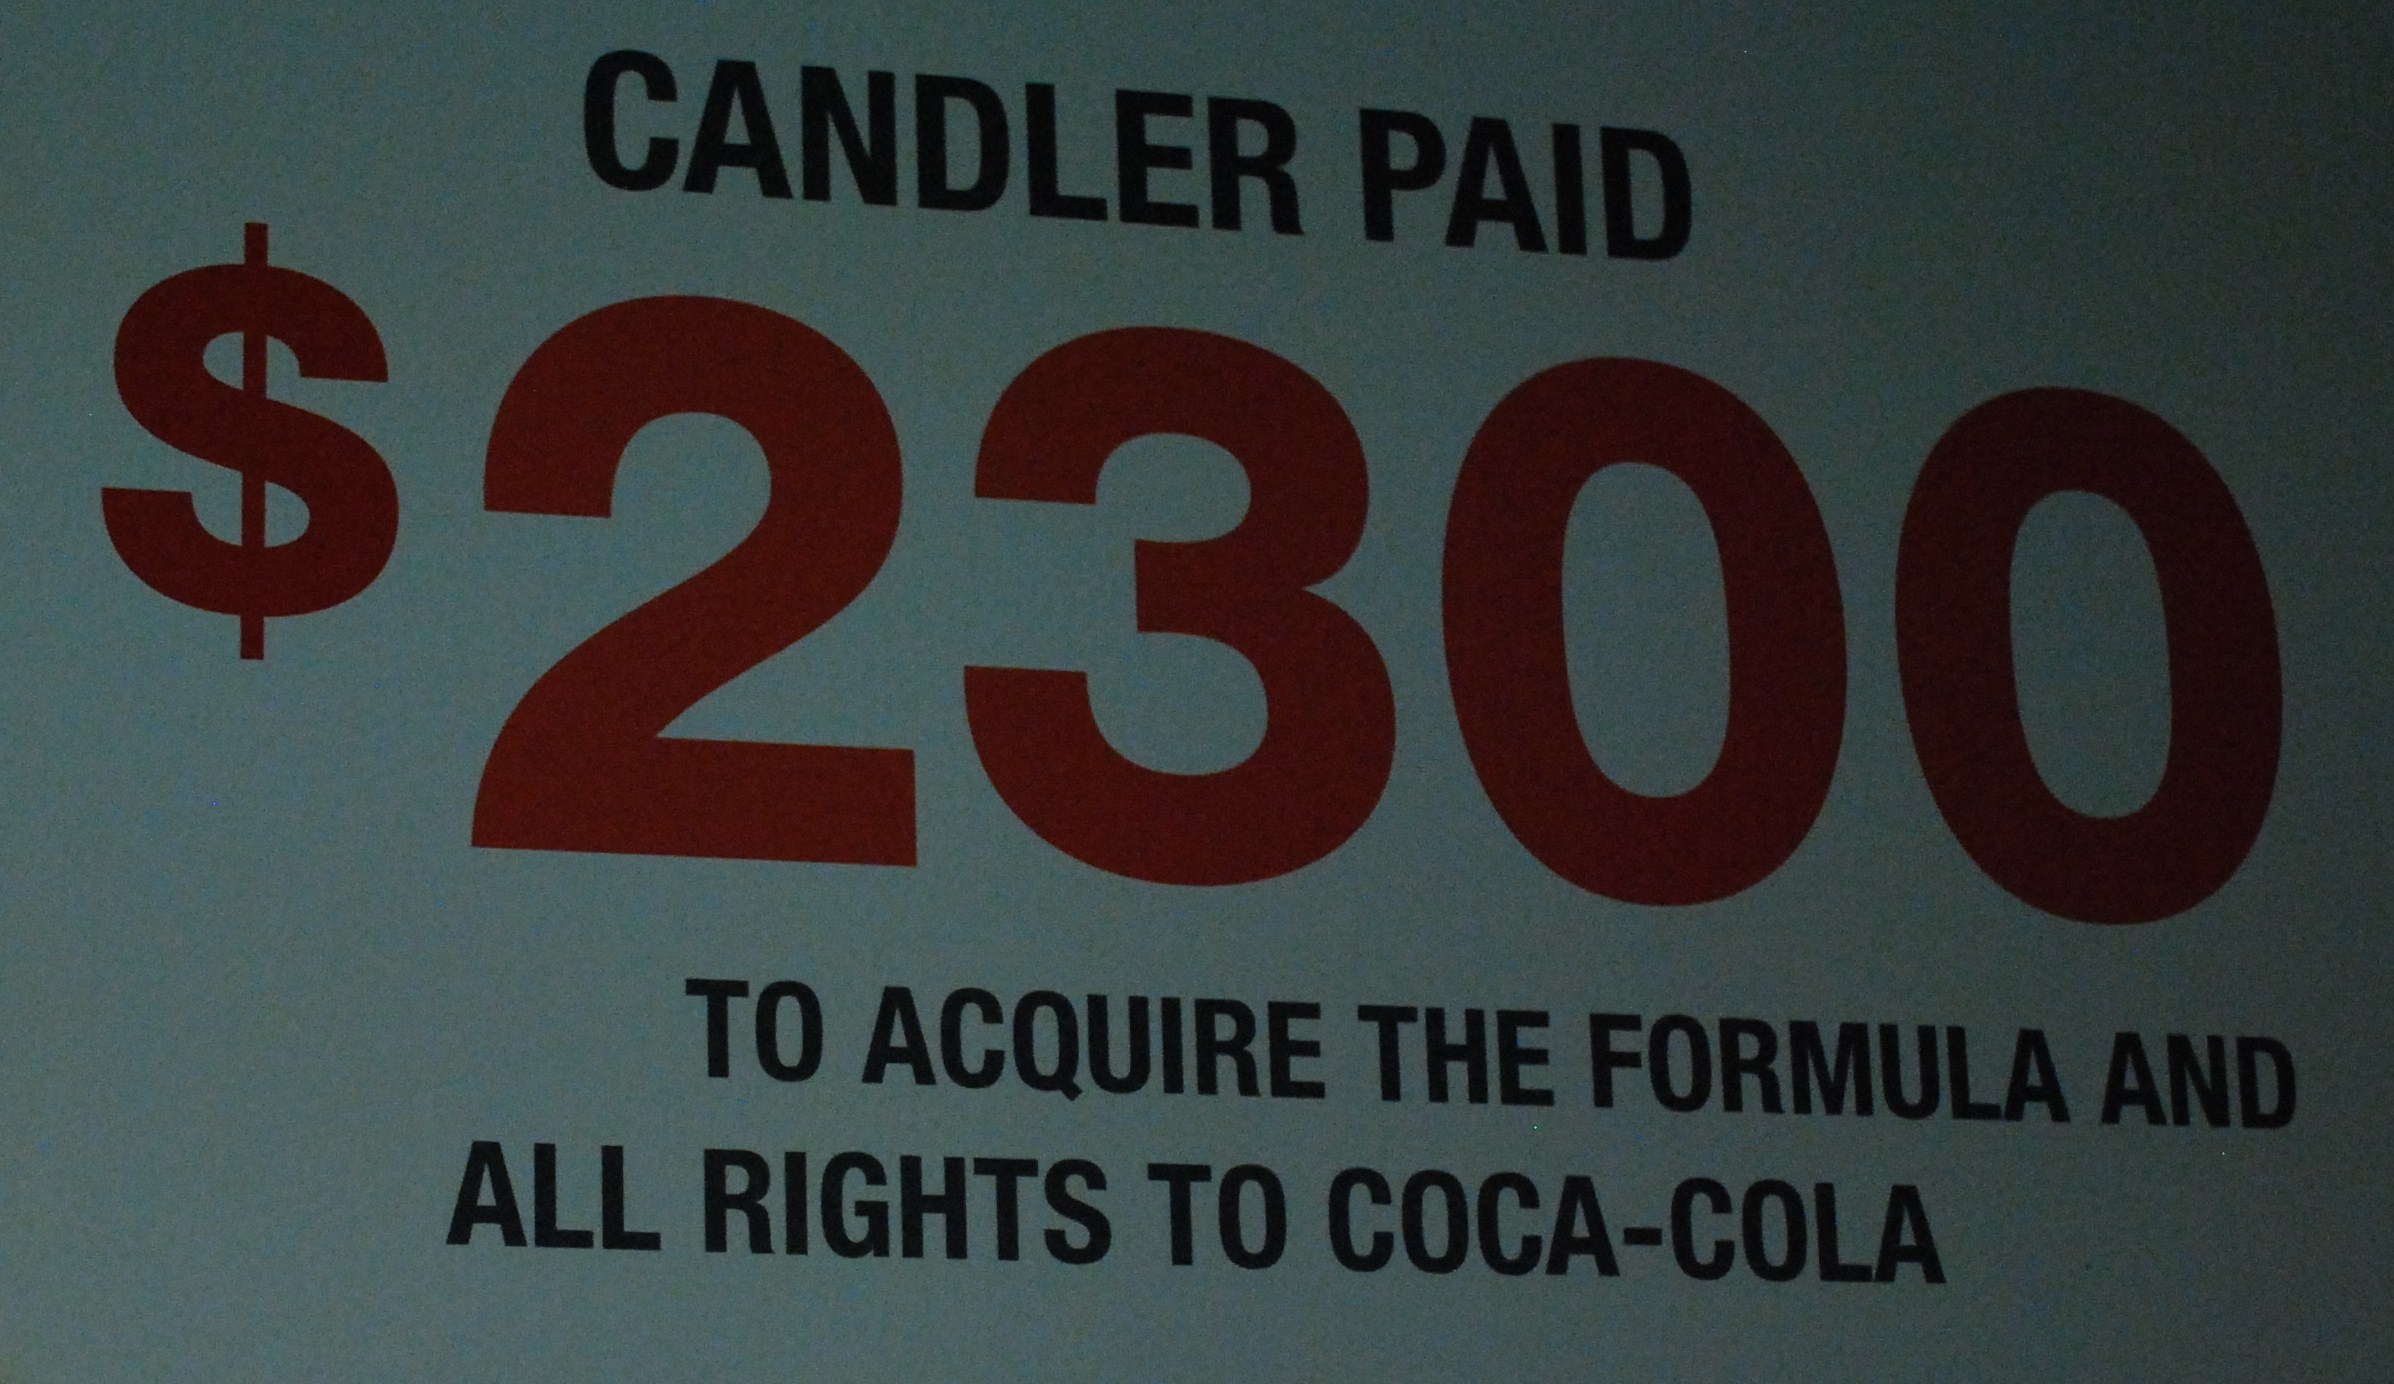 CANDLER PAID
$2300
TO ACQUIRE THE FORMULA AND
ALL RIGHTS TO COCA-COLA